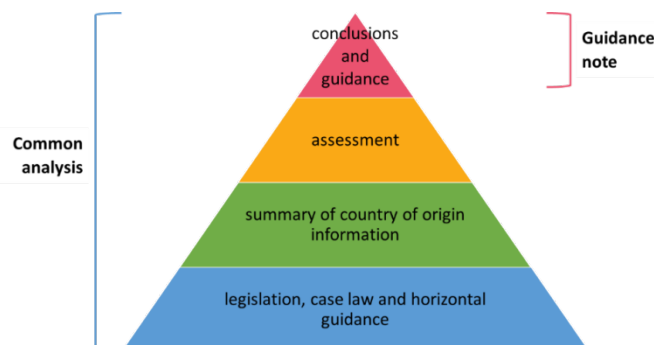 conclusions
and
guidance
Guidance
note
assessment
Common
analysis
summary of country of origin
information
legislation, case law and horizontal
guidance